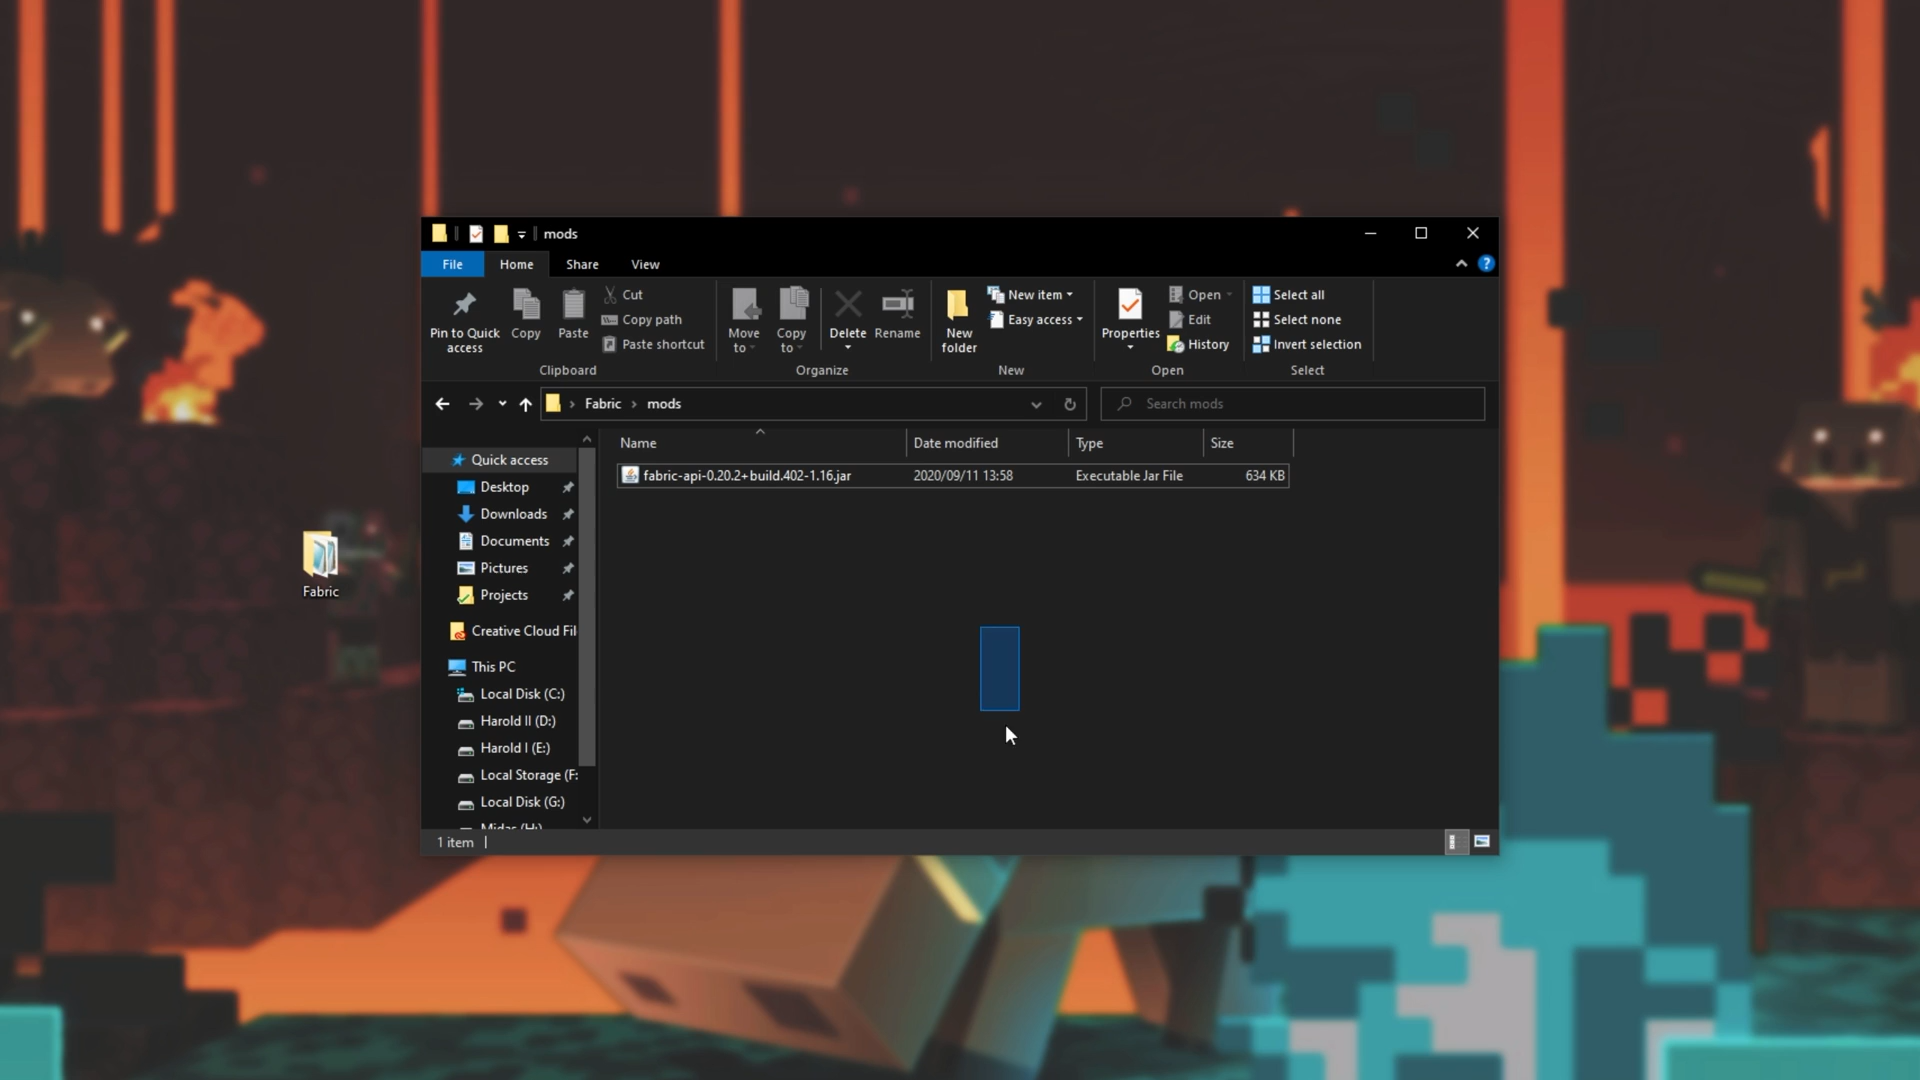 mods
File Home Share View
Pin to Quick access
Copy
Paste
Cut
Copy path
Paste shortcut
Clipboard
Move to
Copy to
Delete
Rename
Organize
New folder
New item
Easy access
New
Properties
Open
Edit
History
Open
Select all
Select none
Invert selection
Select
Fabric › mods
Search mods
Name Date modified Type Size
fabric-api-0.20.2+build.402-1.16.jar 2020/09/11 13:58 Executable Jar File 634 KB
Quick access
Desktop
Downloads
Documents
Pictures
Projects
Creative Cloud Fil
This PC
Local Disk (C:)
Harold II (D:)
Harold I (E:)
Local Storage (F:
Local Disk (G:)
Midas (H:)
1 item
Fabric